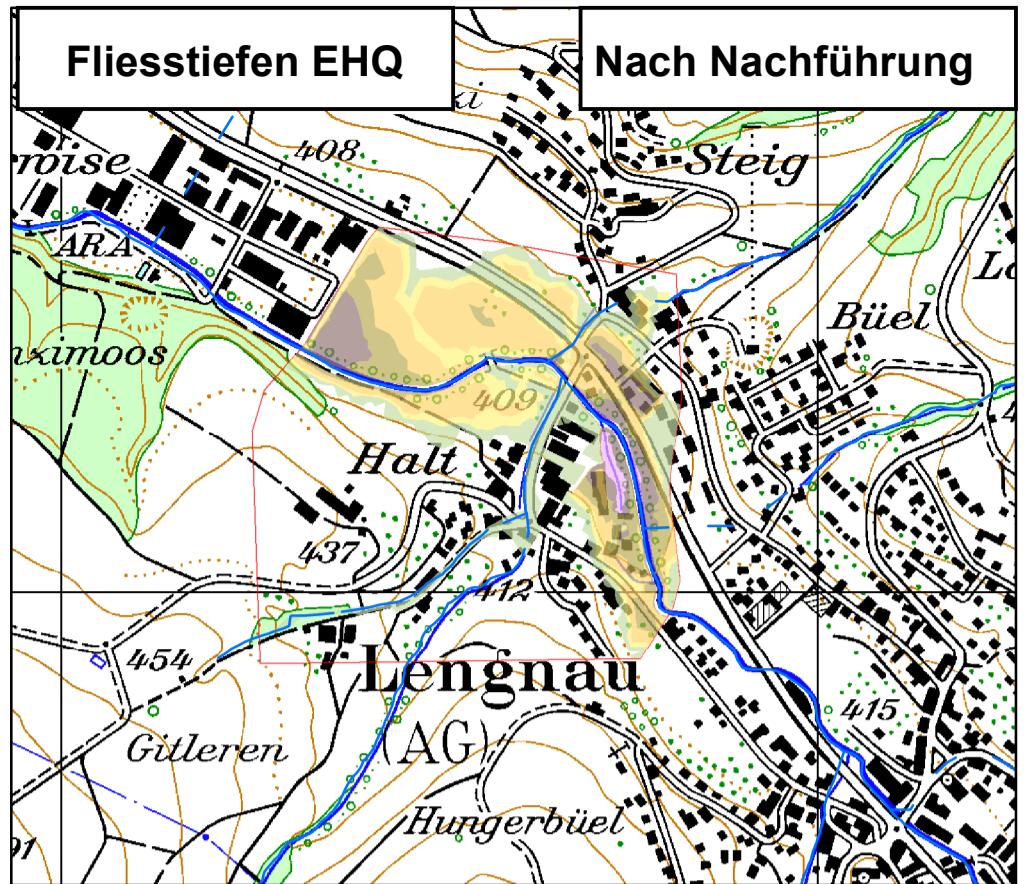 Fliesstiefen EHQ
Nach Nachführung
408
Steig
ARA
Büel
409
Halt
437
412
454
Lengnau
(AG)
415
Gitleren
Hungerbüel